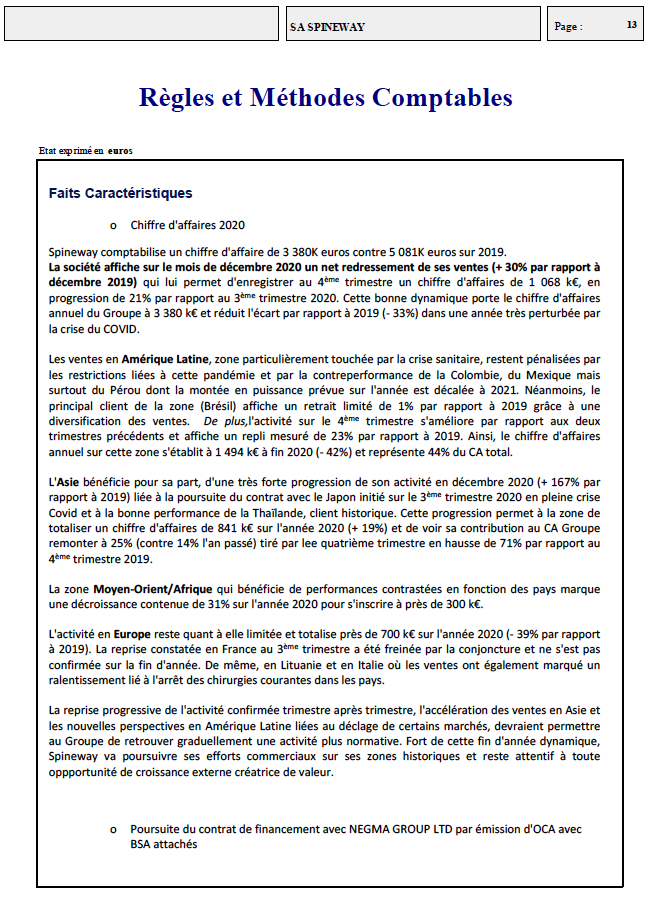 SA SPINEWAY
Page : 13
Règles et Méthodes Comptables
Etat exprimé en euros
Faits Caractéristiques
o Chiffre d'affaires 2020
Spineway comptabilise un chiffre d'affaire de 3 380K euros contre 5 081K euros sur 2019.
La société affiche sur le mois de décembre 2020 un net redressement de ses ventes (+ 30% par rapport à
décembre 2019) qui lui permet d'enregistrer au 4ème trimestre un chiffre d'affaires de 1 068 k€, en
progression de 21% par rapport au 3ème trimestre 2020. Cette bonne dynamique porte le chiffre d'affaires
annuel du Groupe à 3 380 k€ et réduit l'écart par rapport à 2019 (- 33%) dans une année très perturbée par
la crise du COVID.
Les ventes en Amérique Latine, zone particulièrement touchée par la crise sanitaire, restent pénalisées par
les restrictions liées à cette pandémie et par la contreperformance de la Colombie, du Mexique mais
surtout du Pérou dont la montée en puissance prévue sur l'année est décalée à 2021. Néanmoins, le
principal client de la zone (Brésil) affiche un retrait limité de 1% par rapport à 2019 grâce à une
diversification des ventes. De plus,l'activité sur le 4ème trimestre s'améliore par rapport aux deux
trimestres précédents et affiche un repli mesuré de 23% par rapport à 2019. Ainsi, le chiffre d'affaires
annuel sur cette zone s'établit à 1 494 k€ à fin 2020 (- 42%) et représente 44% du CA total.
L'Asie bénéficie pour sa part, d'une très forte progression de son activité en décembre 2020 (+ 167% par
rapport à 2019) liée à la poursuite du contrat avec le Japon initié sur le 3ème trimestre 2020 en pleine crise
Covid et à la bonne performance de la Thaïlande, client historique. Cette progression permet à la zone de
totaliser un chiffre d'affaires de 841 k€ sur l'année 2020 (+ 19%) et de voir sa contribution au CA Groupe
remonter à 25% (contre 14% l'an passé) tiré par lee quatrième trimestre en hausse de 71% par rapport au
4ème trimestre 2019.
La zone Moyen-Orient/Afrique qui bénéficie de performances contrastées en fonction des pays marque
une décroissance contenue de 31% sur l'année 2020 pour s'inscrire à près de 300 k€.
L'activité en Europe reste quant à elle limitée et totalise près de 700 k€ sur l'année 2020 (- 39% par rapport
à 2019). La reprise constatée en France au 3ème trimestre a été freinée par la conjoncture et ne s'est pas
confirmée sur la fin d'année. De même, en Lituanie et en Italie où les ventes ont également marqué un
ralentissement lié à l'arrêt des chirurgies courantes dans les pays.
La reprise progressive de l'activité confirmée trimestre après trimestre, l'accélération des ventes en Asie et
les nouvelles perspectives en Amérique Latine liées au déclage de certains marchés, devraient permettre
au Groupe de retrouver graduellement une activité plus normative. Fort de cette fin d'année dynamique,
Spineway va poursuivre ses efforts commerciaux sur ses zones historiques et reste attentif à toute
oppportunité de croissance externe créatrice de valeur.
o Poursuite du contrat de financement avec NEGMA GROUP LTD par émission d'OCA avec
BSA attachés